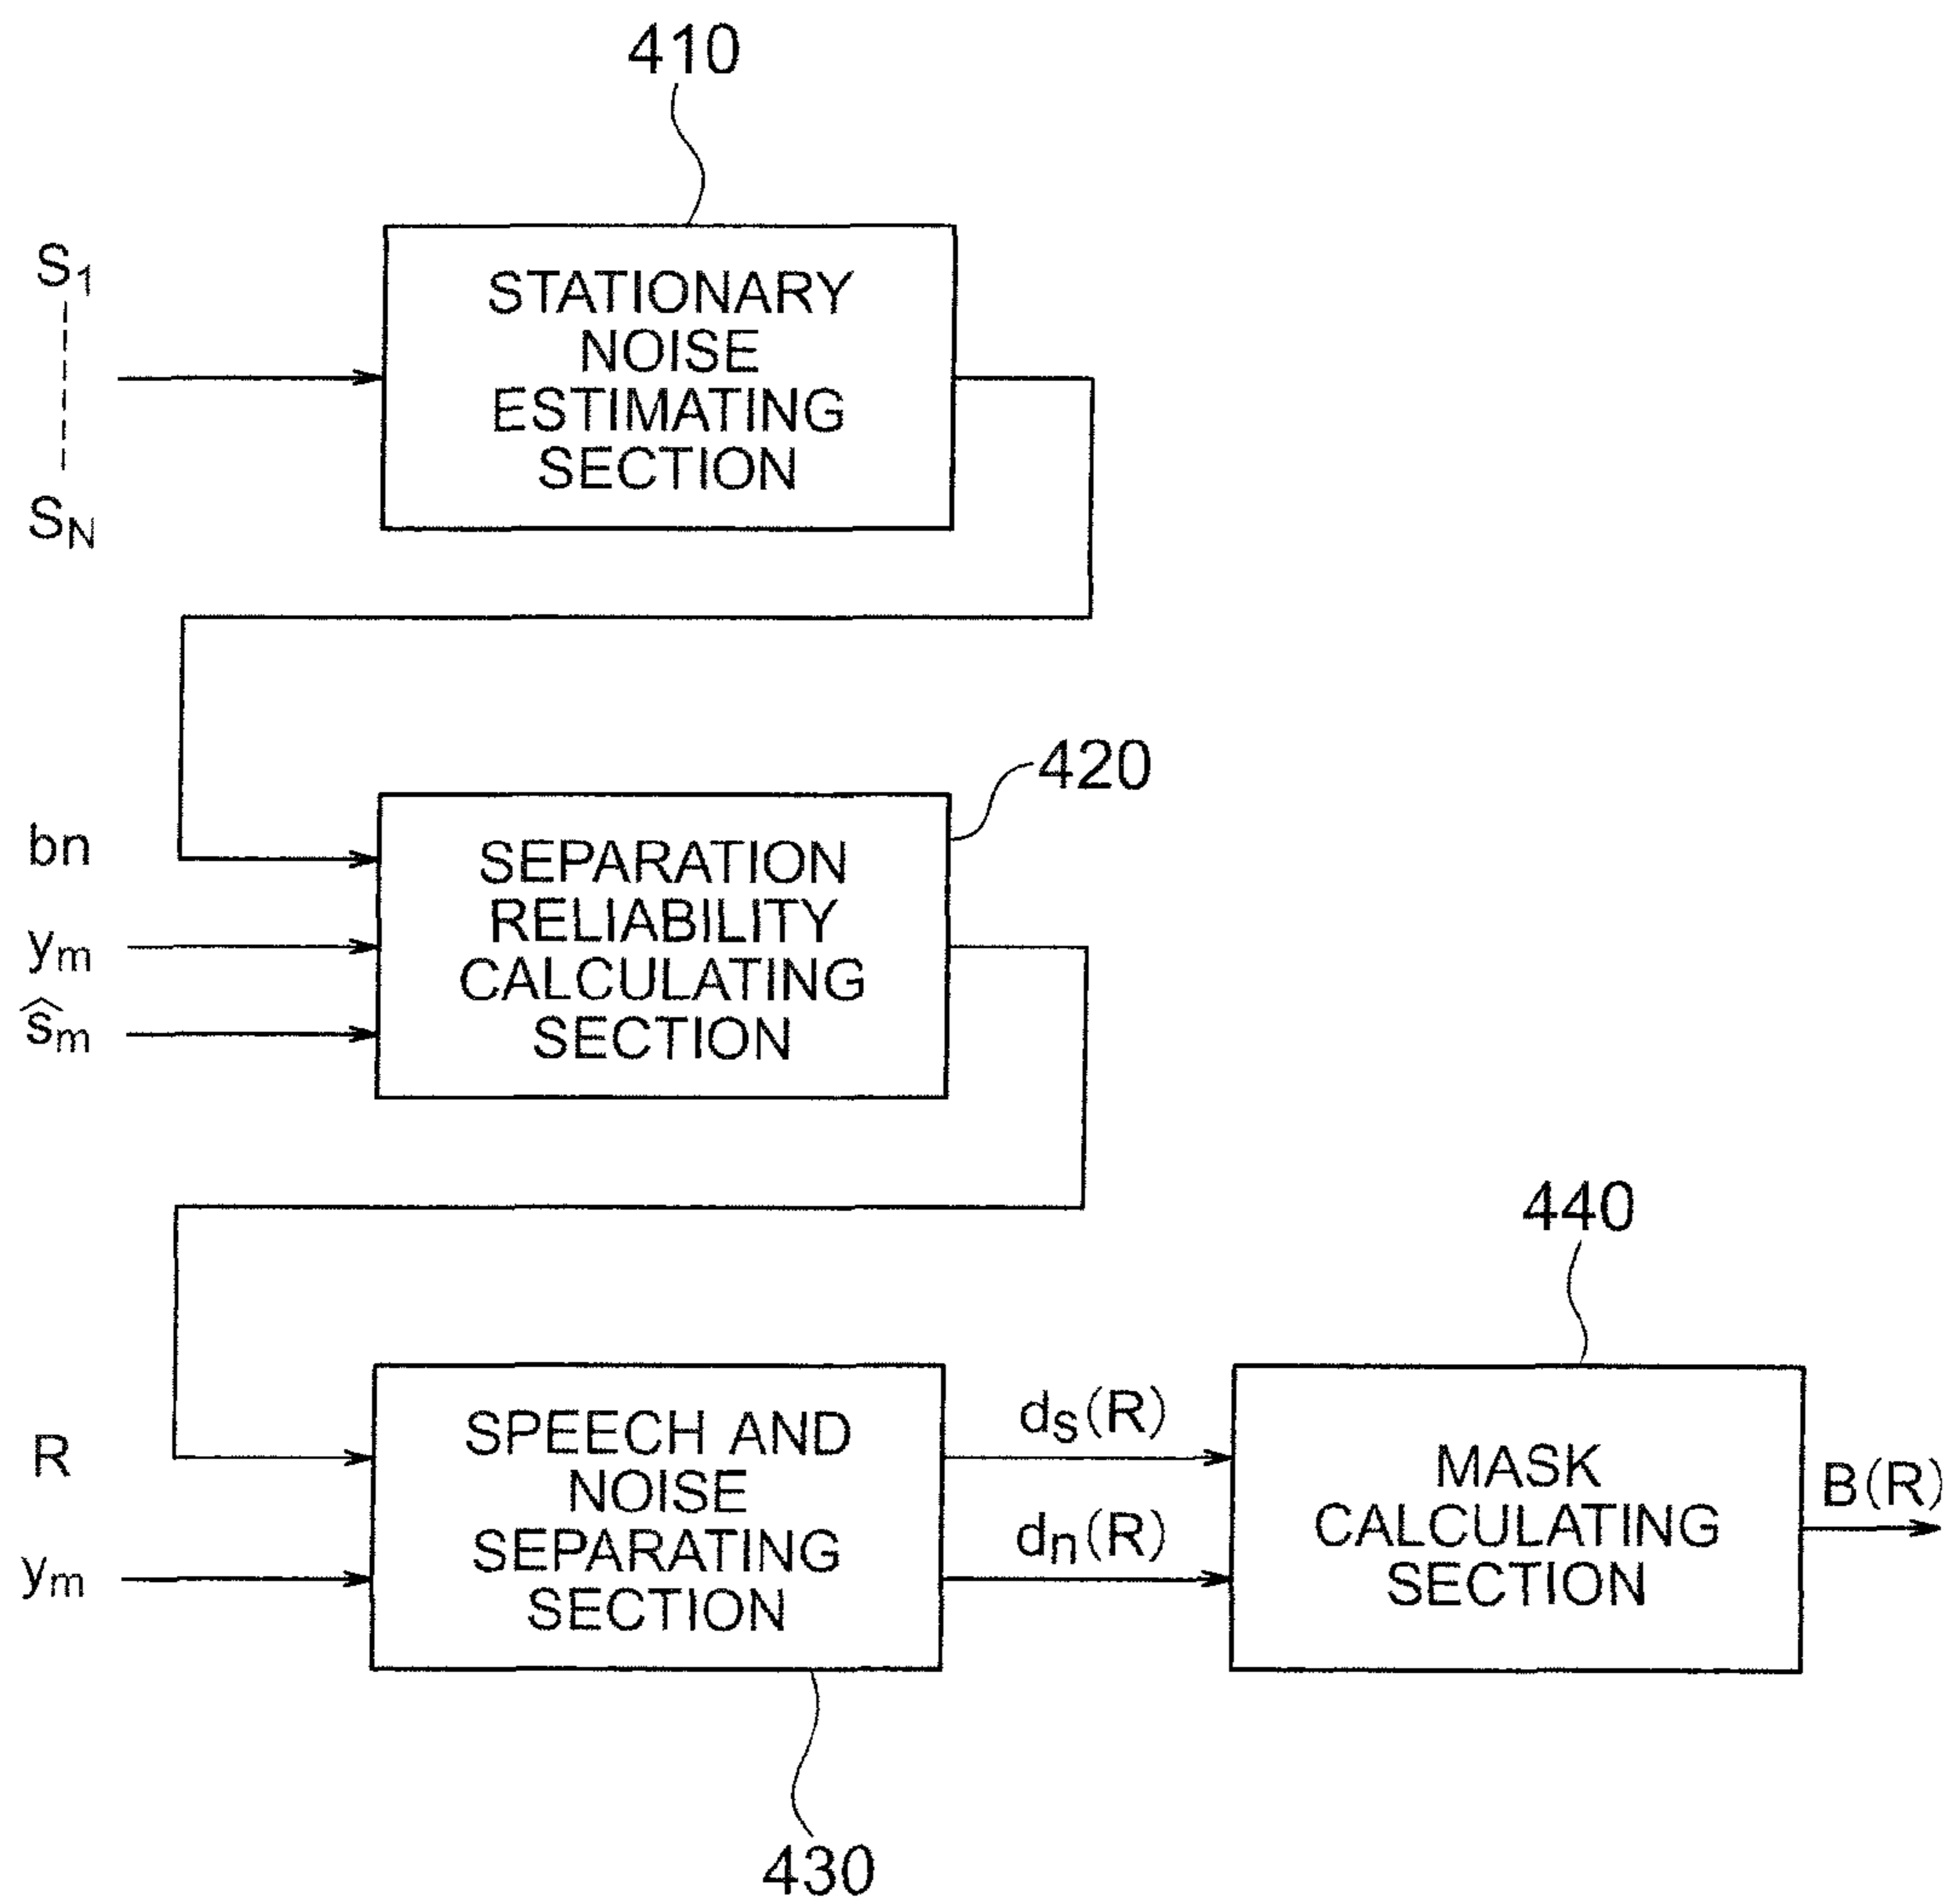 410
S1
SN
STATIONARY
NOISE
ESTIMATING
SECTION
420
bn
ym
ŝm
SEPARATION
RELIABILITY
CALCULATING
SECTION
440
R
ym
SPEECH AND
NOISE
SEPARATING
SECTION
ds(R)
dn(R)
MASK
CALCULATING
SECTION
B(R)
430